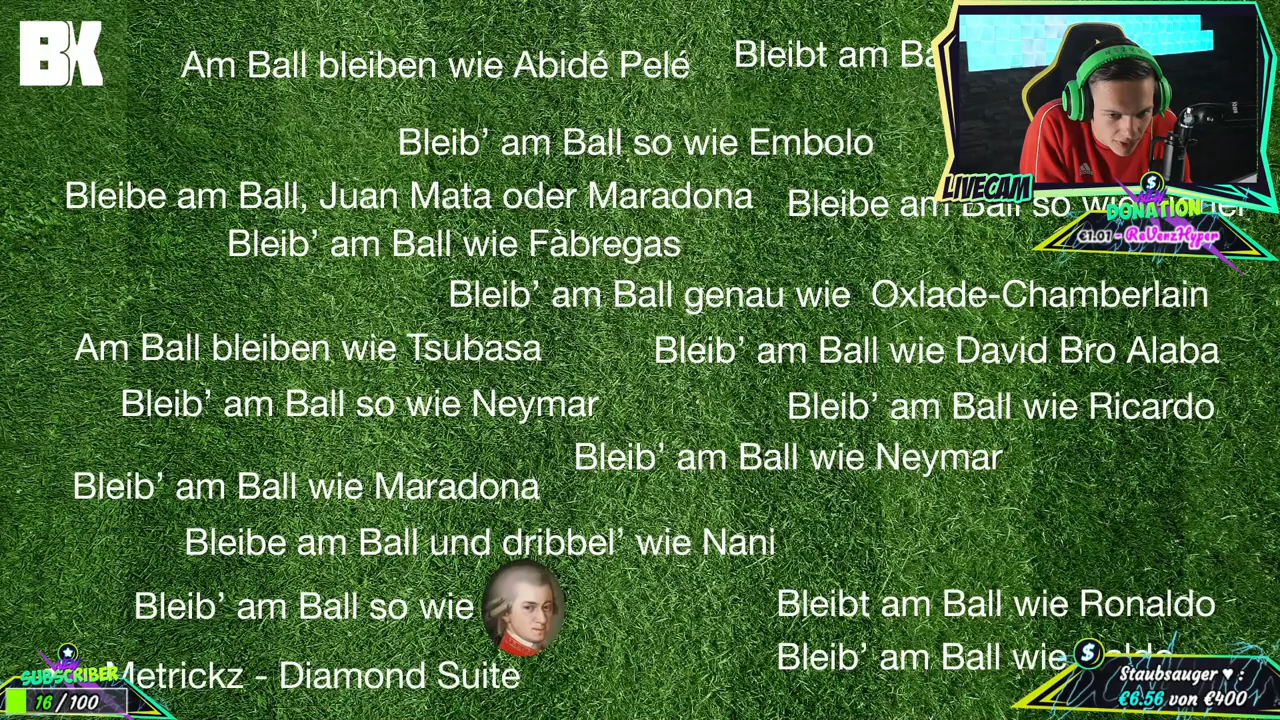 BK
Am Ball bleiben wie Abidé Pelé
Bleibt am
Bleib’ am Ball so wie Embolo
Bleibe am Ball, Juan Mata oder Maradona
LIVECAM
Bleibe am Ball so
NEW
DONATION
€1.01 - ReVerzHyper
Bleib’ am Ball wie Fàbregas
Bleib’ am Ball genau wie Oxlade-Chamberlain
Am Ball bleiben wie Tsubasa
Bleib’ am Ball wie David Bro Alaba
Bleib’ am Ball so wie Neymar
Bleib’ am Ball wie Ricardo
Bleib’ am Ball wie Neymar
Bleib’ am Ball wie Maradona
Bleibe am Ball und dribbel’ wie Nani
Bleib’ am Ball so wie
Bleibt am Ball wie Ronaldo
Bleib’ am Ball wie
Metrickz - Diamond Suite
NEW
SUBSCRIBER
16 / 100
Staubsauger ♥ :
€6.56 von €400